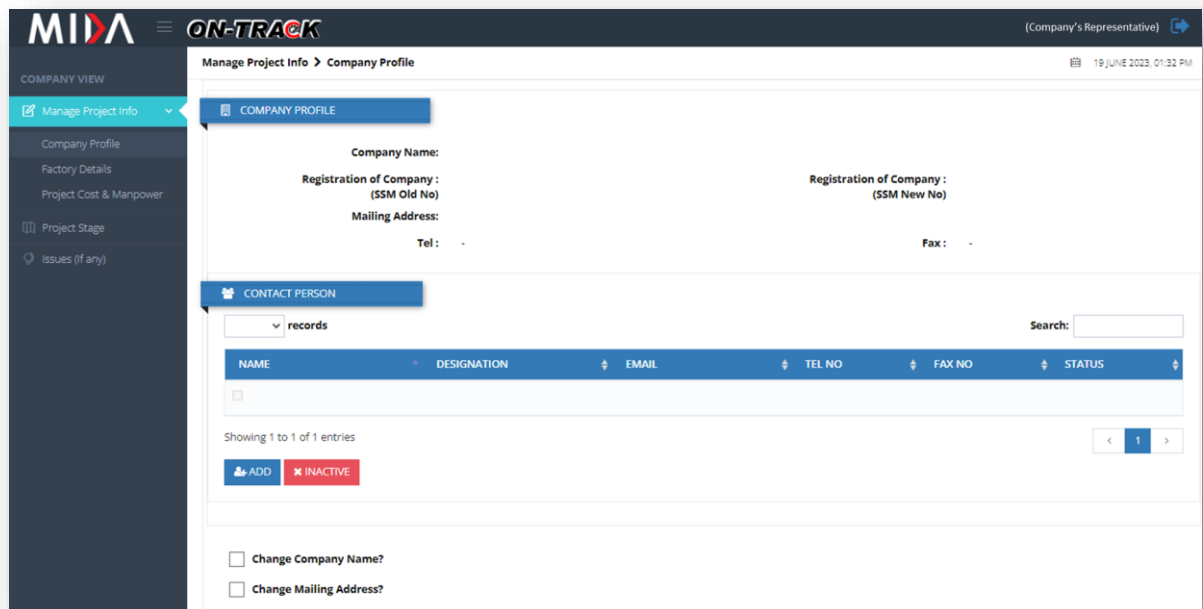 MIDA ON-TRACK (Company's Representative)
Manage Project Info > Company Profile 19 JUNE 2023, 01:32 PM
COMPANY VIEW
Manage Project Info
Company Profile
Factory Details
Project Cost & Manpower
Project Stage
Issues (if any)
COMPANY PROFILE
Company Name:
Registration of Company :
(SSM Old No)
Registration of Company :
(SSM New No)
Mailing Address:
Tel : - Fax : -
CONTACT PERSON
records Search:
NAME DESIGNATION EMAIL TEL NO FAX NO STATUS
Showing 1 to 1 of 1 entries < 1 >
ADD INACTIVE
Change Company Name?
Change Mailing Address?